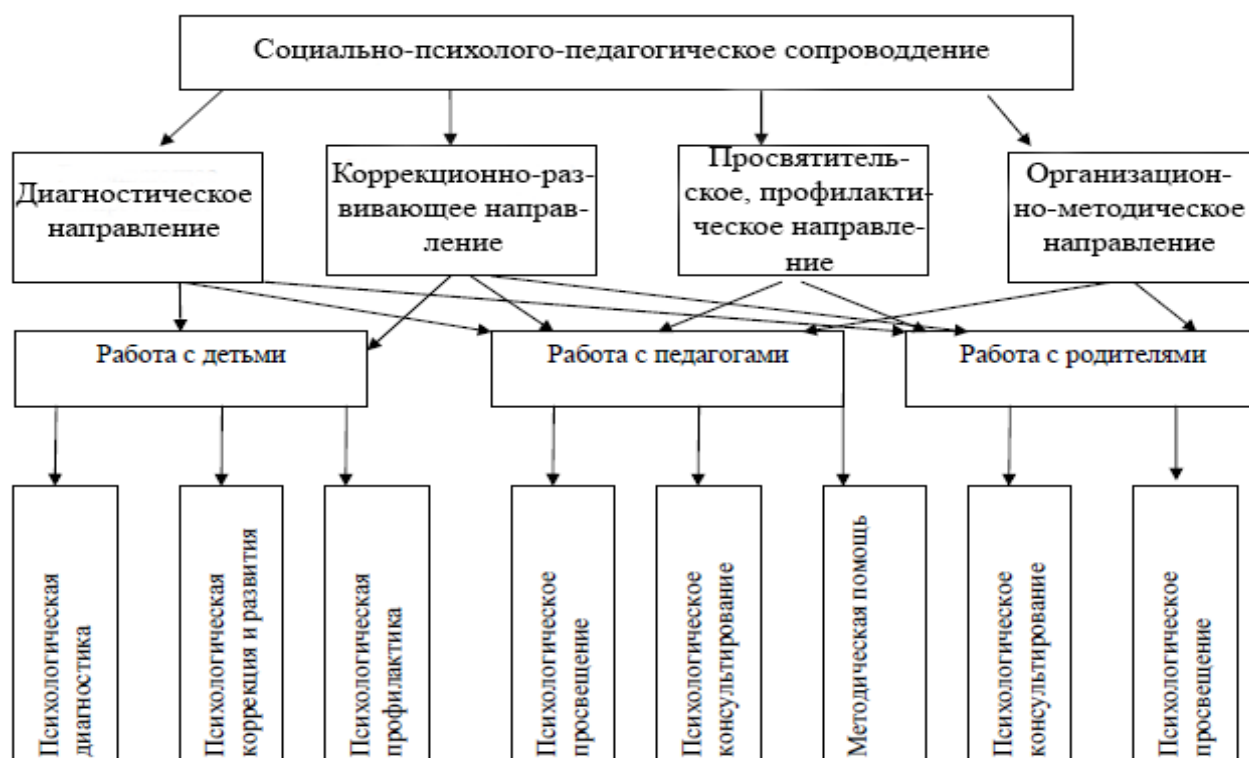 Социально-психолого-педагогическое сопроводдение
Диагностическое
направление
Коррекционно-раз-
вивающее направ-
ление
Просвятитель-
ское, профилакти-
ческое направле-
ние
Организацион-
но-методическое
направление
Работа с детьми
Работа с педагогами
Работа с родителями
Психологическая
диагностика
Психологическая
коррекция и развития
Психологическая
профилактика
Психологическое
просвещение
Психологическое
консультирование
Методическая помощь
Психологическое
консультирование
Психологическое
просвещение